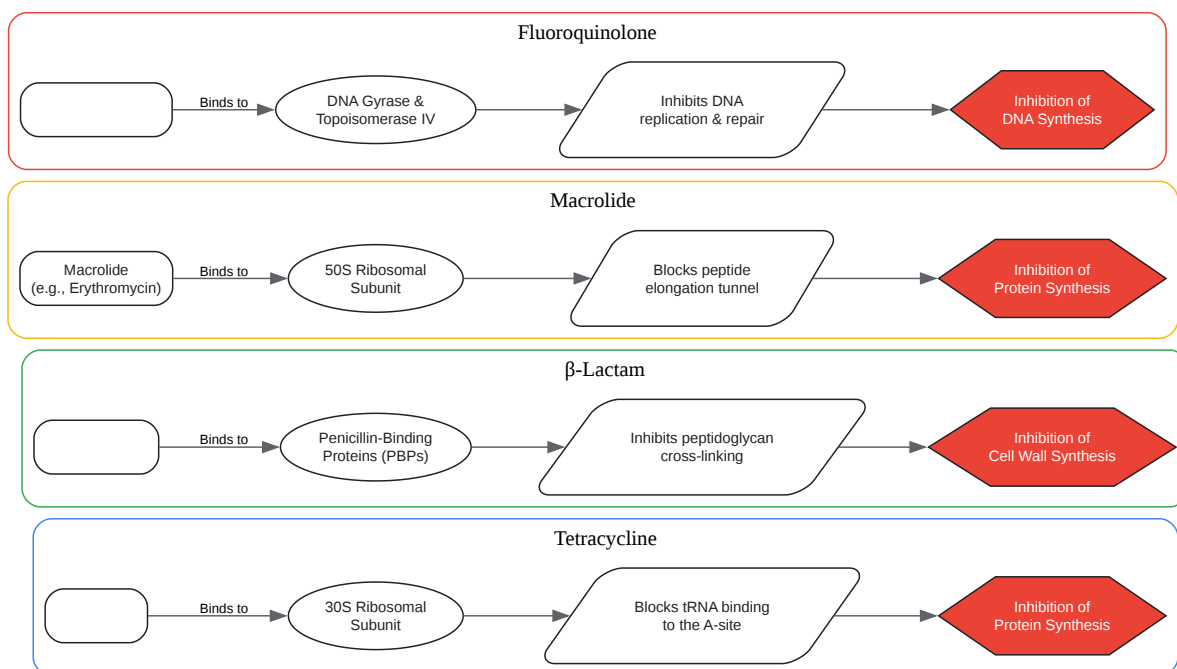 Fluoroquinolone
Binds to
DNA Gyrase &
Topoisomerase IV
Inhibits DNA
replication & repair
Inhibition of
DNA Synthesis
Macrolide
Macrolide
(e.g., Erythromycin)
Binds to
50S Ribosomal
Subunit
Blocks peptide
elongation tunnel
Inhibition of
Protein Synthesis
β-Lactam
Binds to
Penicillin-Binding
Proteins (PBPs)
Inhibits peptidoglycan
cross-linking
Inhibition of
Cell Wall Synthesis
Tetracycline
Binds to
30S Ribosomal
Subunit
Blocks tRNA binding
to the A-site
Inhibition of
Protein Synthesis